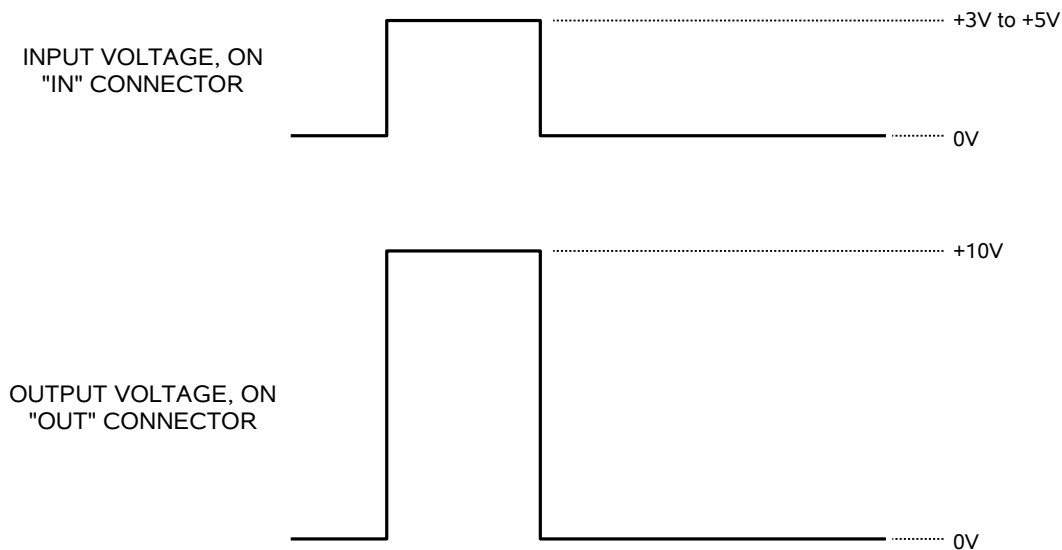 +3V to +5V
INPUT VOLTAGE, ON
"IN" CONNECTOR
0V
+10V
OUTPUT VOLTAGE, ON
"OUT" CONNECTOR
0V